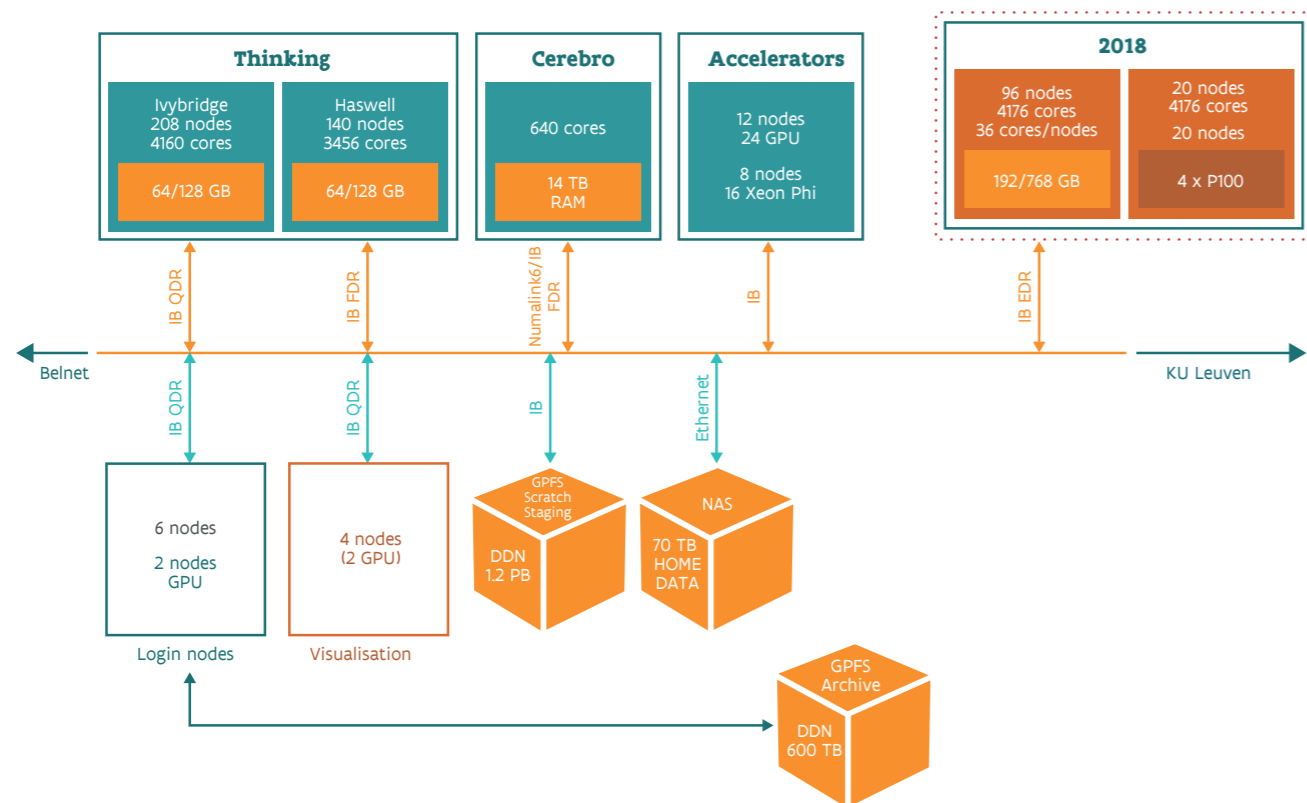 Thinking
Ivybridge
208 nodes
4160 cores
64/128 GB
Haswell
140 nodes
3456 cores
64/128 GB
Cerebro
640 cores
14 TB
RAM
Accelerators
12 nodes
24 GPU
8 nodes
16 Xeon Phi
2018
96 nodes
4176 cores
36 cores/nodes
192/768 GB
20 nodes
4176 cores
20 nodes
4 x P100
IB QDR
IB FDR
Numalink6/IB
FDR
IB
IB EDR
Belnet
KU Leuven
IB QDR
IB QDR
IB
Ethernet
6 nodes
2 nodes
GPU
Login nodes
4 nodes
(2 GPU)
Visualisation
GPFS
Scratch
Staging
DDN
1.2 PB
NAS
70 TB
HOME
DATA
GPFS
Archive
DDN
600 TB